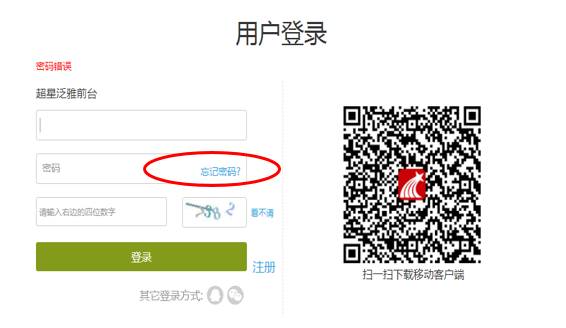 用户登录
密码错误
超星泛雅前台
密码
忘记密码?
请输入右边的四位数字
看不清
登录
注册
其它登录方式:
扫一扫下载移动客户端